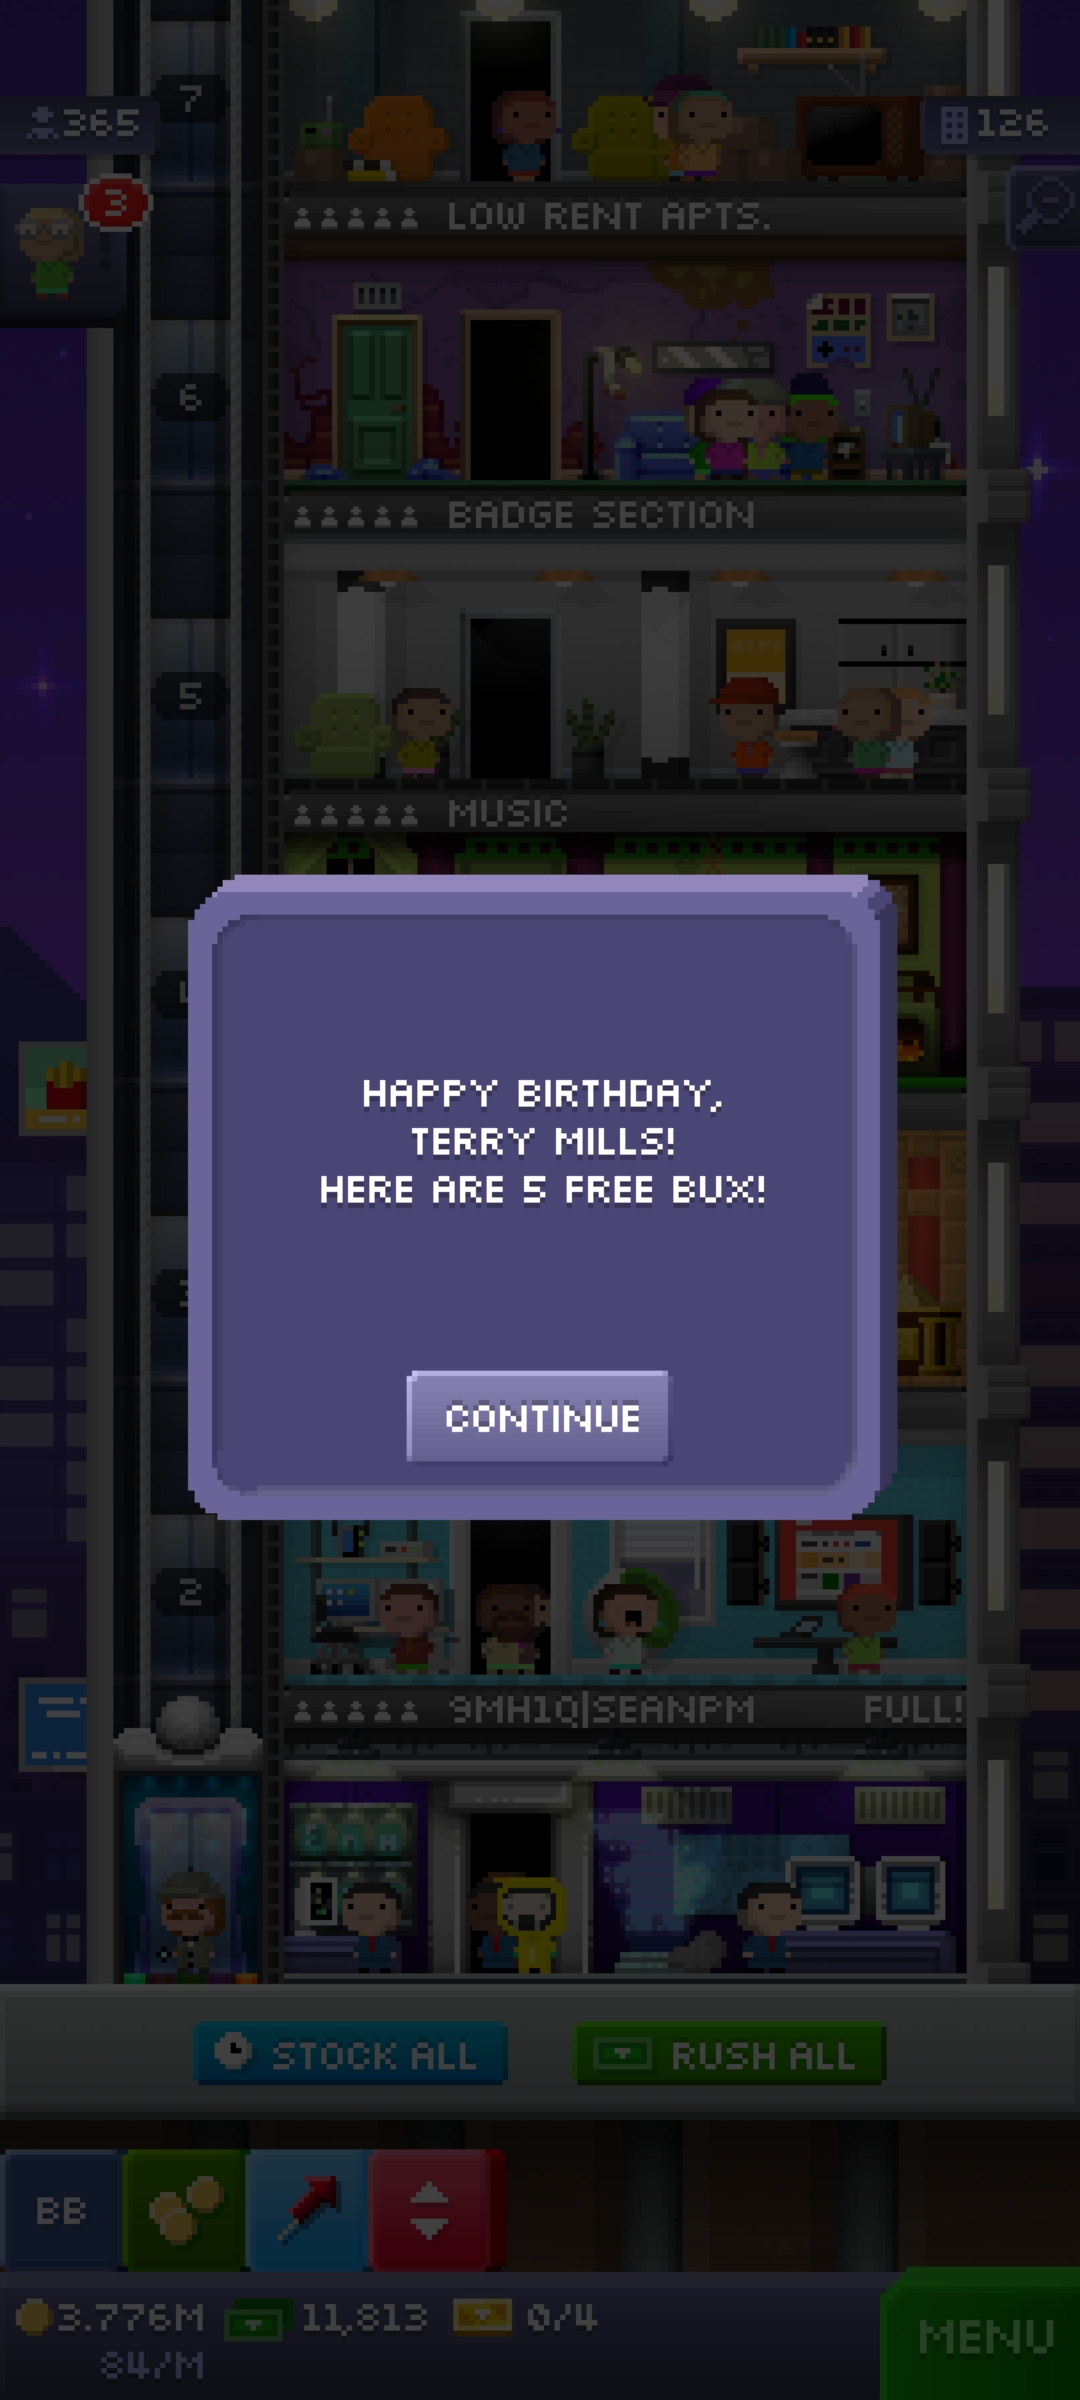 7
365
126
3
LOW RENT APTS.
6
BADGE SECTION
5
MUSIC
HAPPY BIRTHDAY,
TERRY MILLS!
HERE ARE 5 FREE BUX!
CONTINUE
2
9MH1Q|SEANPM FULL!
STOCK ALL
RUSH ALL
BB
3.776M 11,813 0/4
84/M
MENU